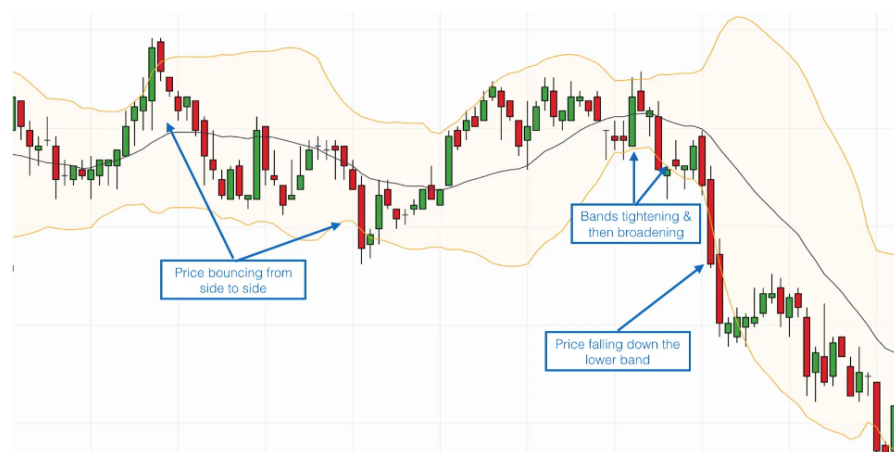 Bands tightening &
then broadening
Price bouncing from
side to side
Price falling down the
lower band